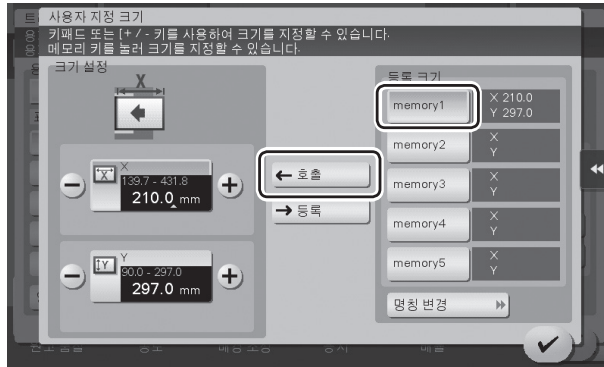 사용자 지정 크기
키패드 또는 [+ / - 키를 사용하여 크기를 지정할 수 있습니다.
메모리 키를 눌러 크기를 지정할 수 있습니다.
크기 설정
X
X
X
139.7 - 431.8
210.0 mm
Y
Y
90.0 - 297.0
297.0 mm
← 호출
→ 등록
등록 크기
memory1
X 210.0
Y 297.0
memory2
X
Y
memory3
X
Y
memory4
X
Y
memory5
X
Y
명칭 변경